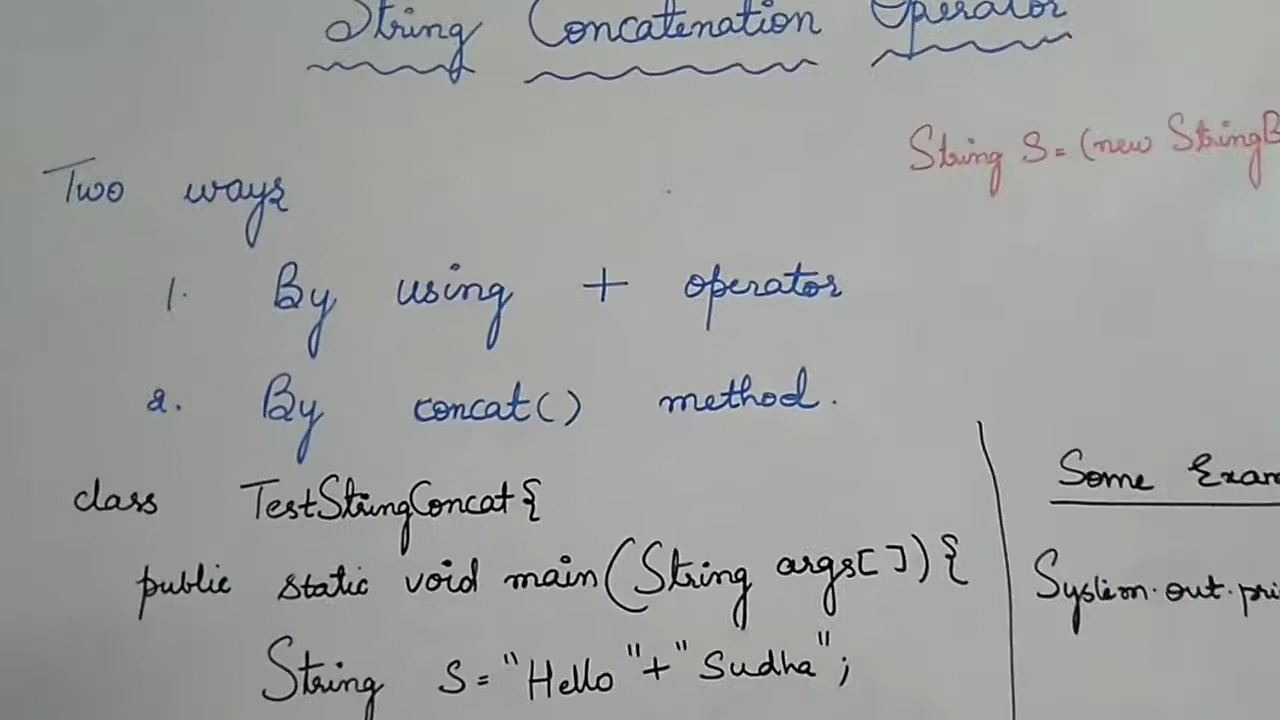 String Concatenation Operator
String S = (new StringB
Two ways
1. By using + operator
2. By concat() method.
class TestStringConcat{
public static void main(String args[]){
String S = "Hello" + "Sudha";
Some Exam
System.out.pri